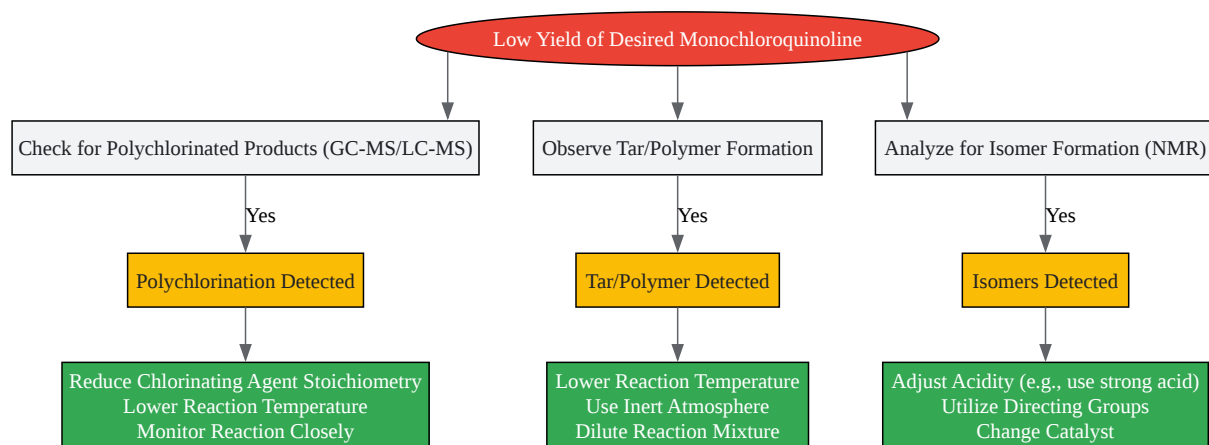 Low Yield of Desired Monochloroquinoline
Check for Polychlorinated Products (GC-MS/LC-MS)
Observe Tar/Polymer Formation
Analyze for Isomer Formation (NMR)
Yes
Yes
Yes
Polychlorination Detected
Tar/Polymer Detected
Isomers Detected
Reduce Chlorinating Agent Stoichiometry
Lower Reaction Temperature
Monitor Reaction Closely
Lower Reaction Temperature
Use Inert Atmosphere
Dilute Reaction Mixture
Adjust Acidity (e.g., use strong acid)
Utilize Directing Groups
Change Catalyst